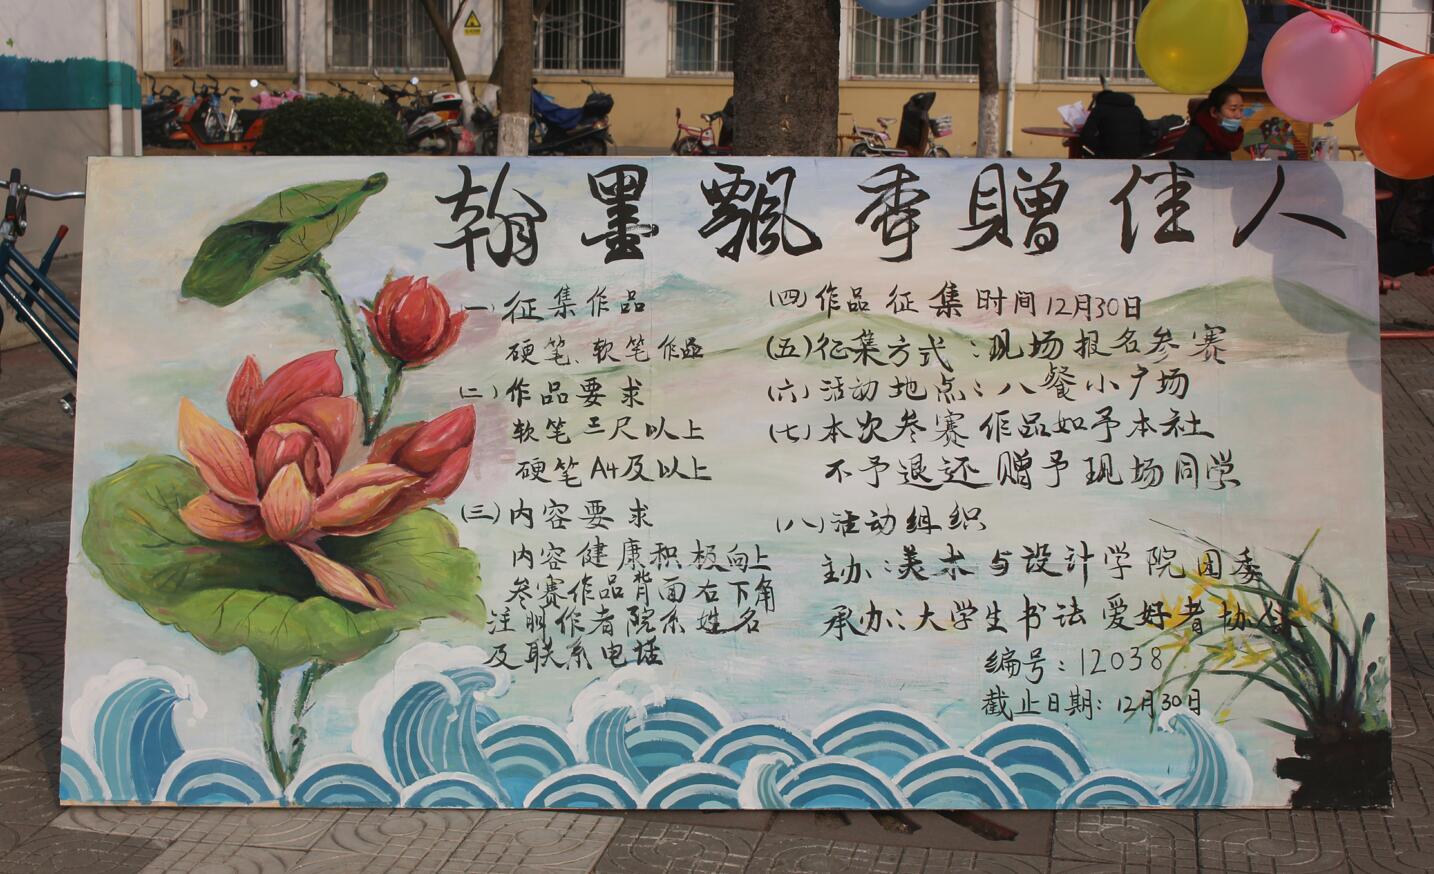 翰墨飘香赠佳人
(一)征集作品
硬笔、软笔作品
(二)作品要求
软笔三尺以上
硬笔A4及以上
(三)内容要求
内容健康积极向上
参赛作品背面右下角
注明作者院系姓名
及联系电话
(四)作品征集时间12月30日
(五)征集方式:现场报名参赛
(六)活动地点:八餐小广场
(七)本次参赛作品如予本社
不予退还赠予现场同学
(八)活动组织
主办:美术与设计学院团委
承办:大学生书法爱好者协会
编号:12038
截止日期:12月30日